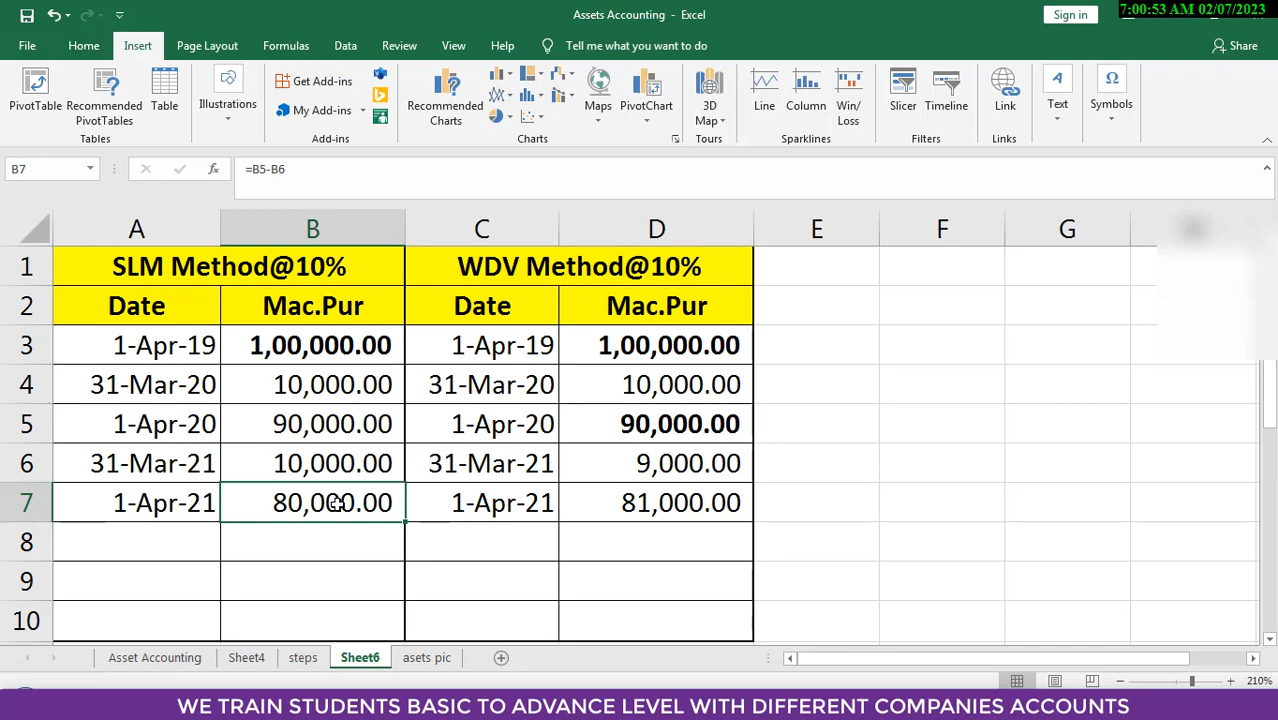 Assets Accounting - Excel
Sign in
7:00:53 AM 02/07/2023
File Home Insert Page Layout Formulas Data Review View Help Tell me what you want to do Share
PivotTable
Recommended
PivotTables
Table
Tables
Illustrations
Get Add-ins
My Add-ins
Add-ins
Recommended
Charts
Maps
PivotChart
Charts
3D
Map
Tours
Line
Column
Win/
Loss
Sparklines
Slicer
Timeline
Filters
Link
Links
Text
Symbols
B7 fx =B5-B6
A B C D E F G
1 SLM Method@10% WDV Method@10%
2 Date Mac.Pur Date Mac.Pur
3 1-Apr-19 1,00,000.00 1-Apr-19 1,00,000.00
4 31-Mar-20 10,000.00 31-Mar-20 10,000.00
5 1-Apr-20 90,000.00 1-Apr-20 90,000.00
6 31-Mar-21 10,000.00 31-Mar-21 9,000.00
7 1-Apr-21 80,000.00 1-Apr-21 81,000.00
8
9
10
Asset Accounting Sheet4 steps Sheet6 asets pic
210%
WE TRAIN STUDENTS BASIC TO ADVANCE LEVEL WITH DIFFERENT COMPANIES ACCOUNTS